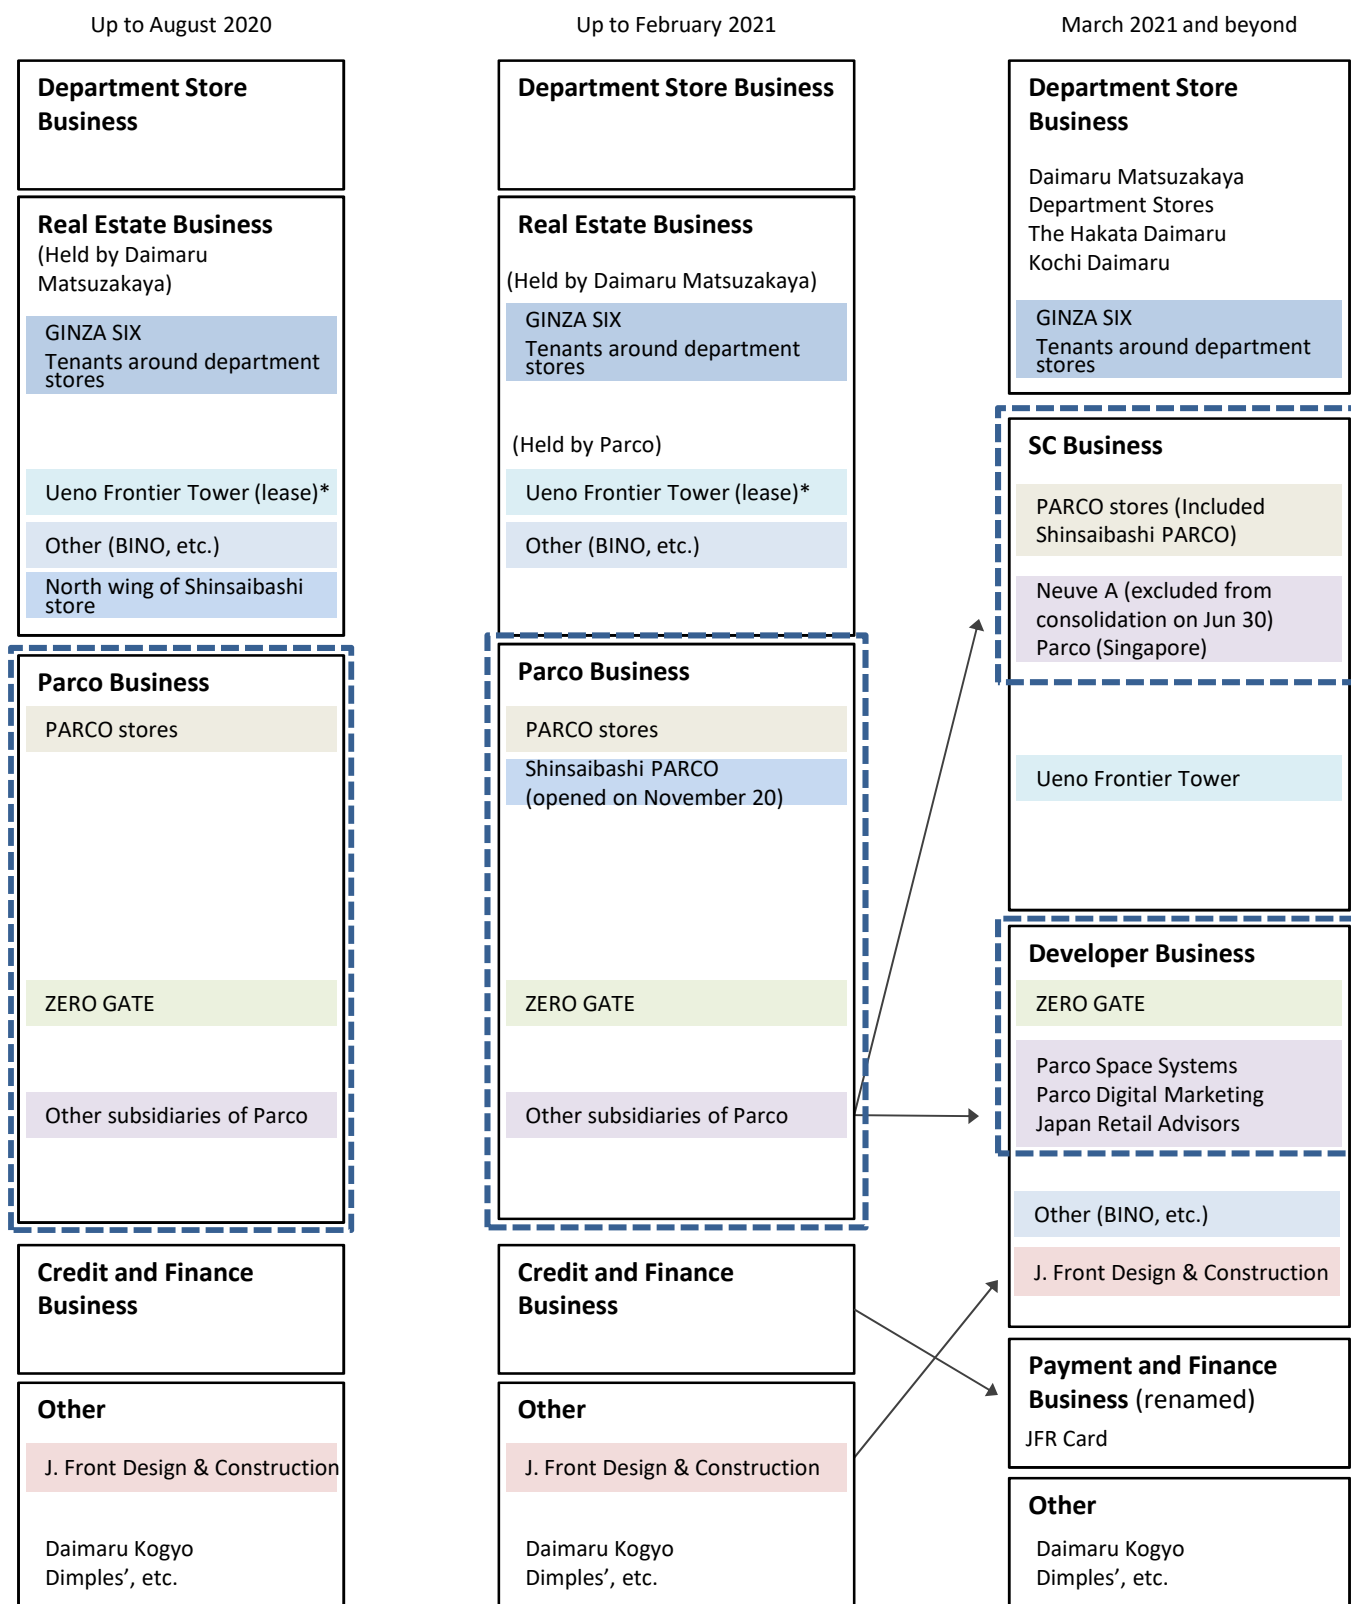 Up to August 2020
Department Store
Business
Real Estate Business
(Held by Daimaru
Matsuzakaya)
GINZA SIX
Tenants around department
stores
Ueno Frontier Tower (lease)*
Other (BINO, etc.)
North wing of Shinsaibashi
store
Parco Business
PARCO stores
ZERO GATE
Other subsidiaries of Parco
Credit and Finance
Business
Other
J. Front Design & Construction
Daimaru Kogyo
Dimples’, etc.
Up to February 2021
Department Store Business
Real Estate Business
(Held by Daimaru Matsuzakaya)
GINZA SIX
Tenants around department
stores
(Held by Parco)
Ueno Frontier Tower (lease)*
Other (BINO, etc.)
Parco Business
PARCO stores
Shinsaibashi PARCO
(opened on November 20)
ZERO GATE
Other subsidiaries of Parco
Credit and Finance
Business
Other
J. Front Design & Construction
Daimaru Kogyo
Dimples’, etc.
March 2021 and beyond
Department Store
Business
Daimaru Matsuzakaya
Department Stores
The Hakata Daimaru
Kochi Daimaru
GINZA SIX
Tenants around department
stores
SC Business
PARCO stores (Included
Shinsaibashi PARCO)
Neuve A (excluded from
consolidation on Jun 30)
Parco (Singapore)
Ueno Frontier Tower
Developer Business
ZERO GATE
Parco Space Systems
Parco Digital Marketing
Japan Retail Advisors
Other (BINO, etc.)
J. Front Design & Construction
Payment and Finance
Business (renamed)
JFR Card
Other
Daimaru Kogyo
Dimples’, etc.